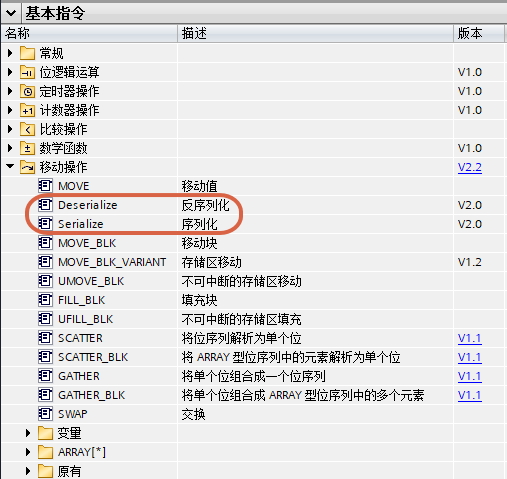 基本指令
名称 描述 版本
常规
位逻辑运算 V1.0
定时器操作 V1.0
计数器操作 V1.0
比较操作
数学函数 V1.0
移动操作 V2.2
MOVE 移动值
Deserialize 反序列化 V2.0
Serialize 序列化 V2.0
MOVE_BLK 移动块
MOVE_BLK_VARIANT 存储区移动 V1.2
UMOVE_BLK 不可中断的存储区移动
FILL_BLK 填充块
UFILL_BLK 不可中断的存储区填充
SCATTER 将位序列解析为单个位 V1.1
SCATTER_BLK 将 ARRAY 型位序列中的元素解析为单个位 V1.1
GATHER 将单个位组合成一个位序列 V1.1
GATHER_BLK 将单个位组合成 ARRAY 型位序列中的多个元素 V1.1
SWAP 交换
变量
ARRAY[*]
原有